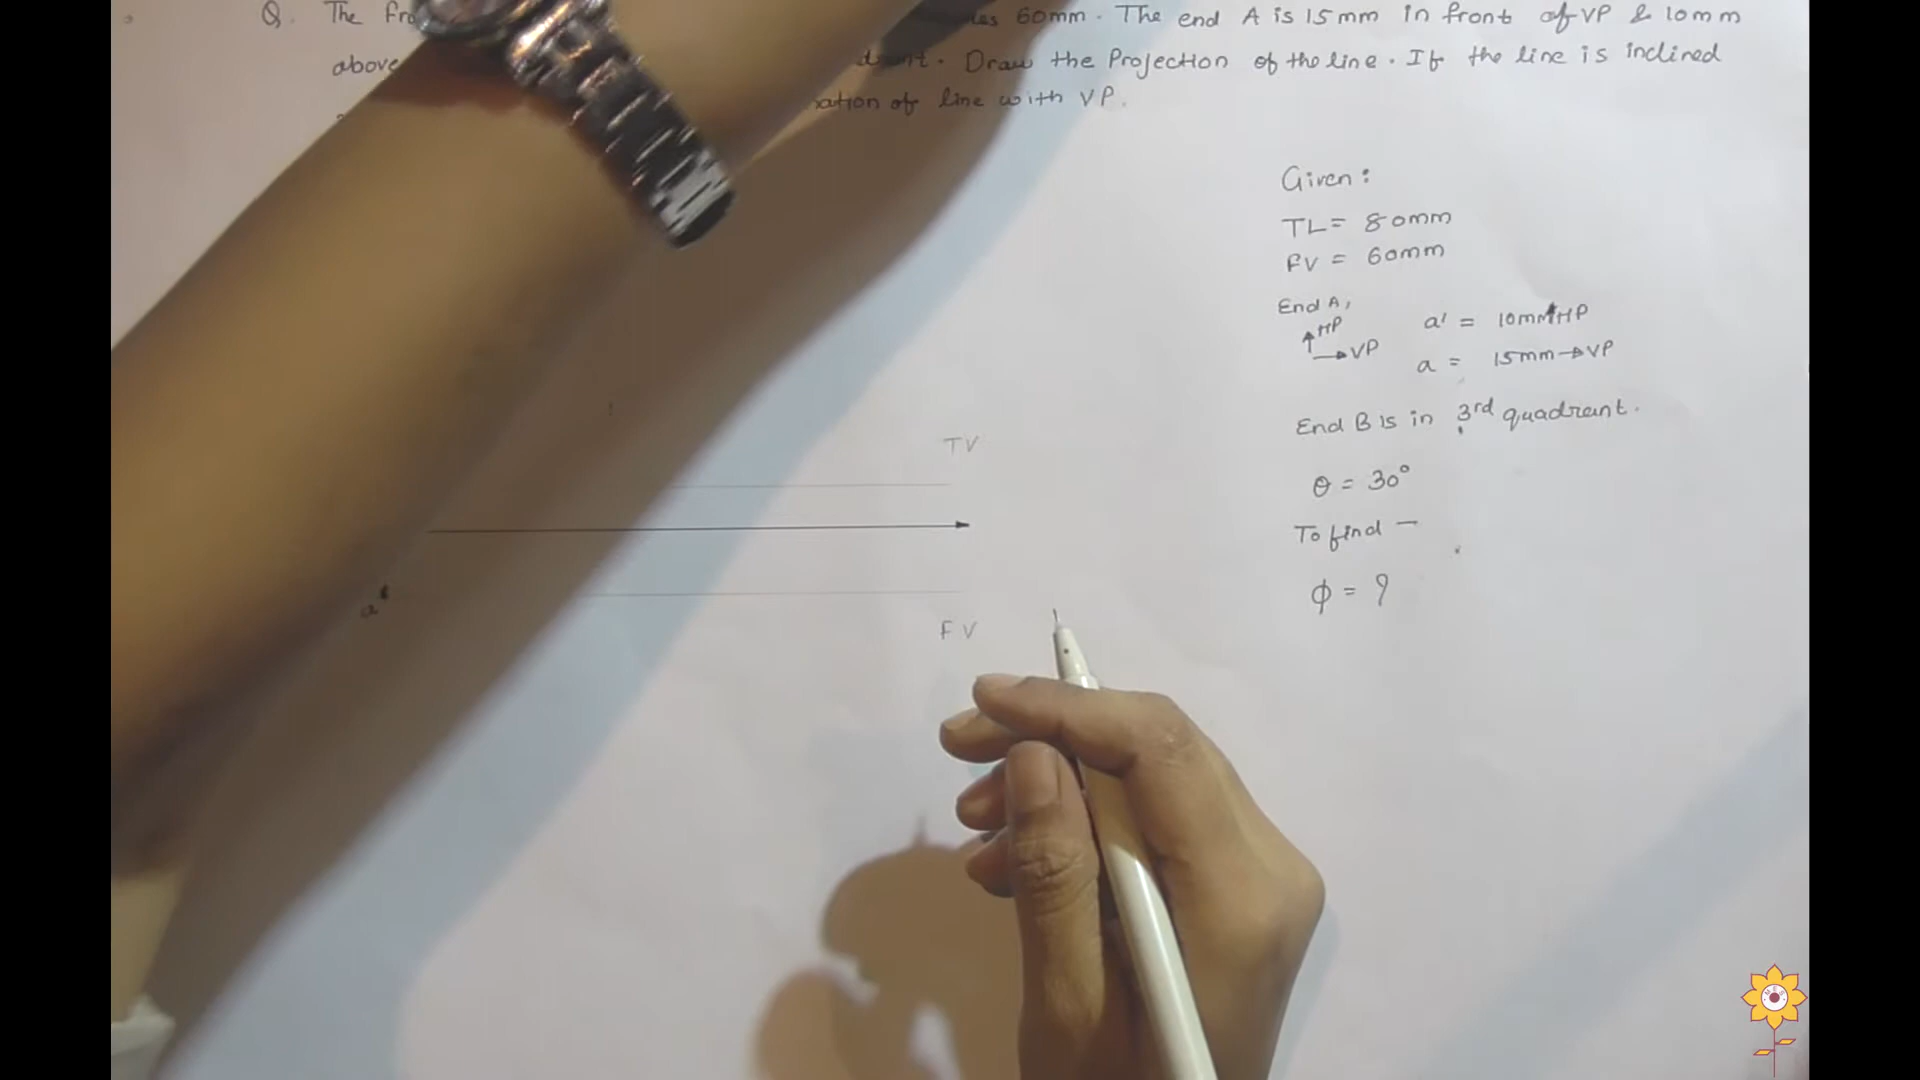 Q. The Fro 60mm. The end A is 15mm in front of VP & 10mm
above Draw the Projection of the line. If the line is inclined
of line with VP.
Given:
TL = 80mm
FV = 60mm
End A,
↑HP
→VP
a' = 10mm↑HP
a = 15mm→VP
End B is in 3rd quadrant.
θ = 30°
To find —
ϕ = ?
TV
a'
FV